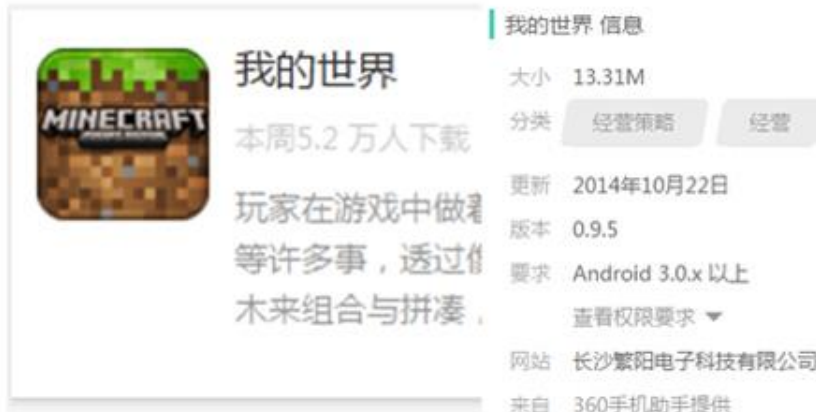 我的世界
MINECRAFT
本周5.2 万人下载
玩家在游戏中做着
等许多事，透过像
木来组合与拼凑，
我的世界 信息
大小 13.31M
分类 经营策略 经营
更新 2014年10月22日
版本 0.9.5
要求 Android 3.0.x 以上
查看权限要求
网站 长沙繁阳电子科技有限公司
来自 360手机助手提供